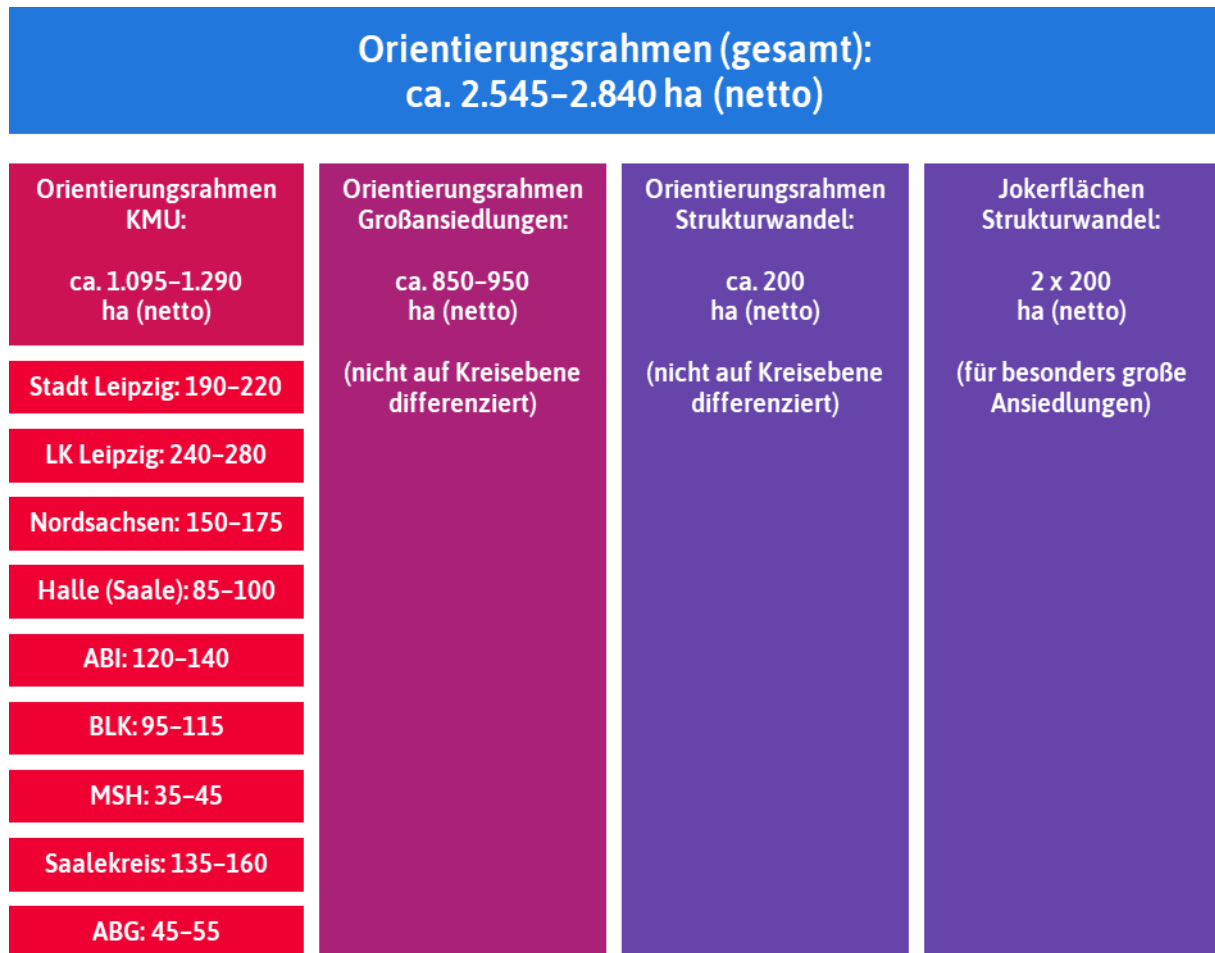 Orientierungsrahmen (gesamt):
ca. 2.545–2.840 ha (netto)
Orientierungsrahmen
KMU:
ca. 1.095–1.290
ha (netto)
Stadt Leipzig: 190–220
LK Leipzig: 240–280
Nordsachsen: 150–175
Halle (Saale): 85–100
ABI: 120–140
BLK: 95–115
MSH: 35–45
Saalekreis: 135–160
ABG: 45–55
Orientierungsrahmen
Großansiedlungen:
ca. 850–950
ha (netto)
(nicht auf Kreisebene
differenziert)
Orientierungsrahmen
Strukturwandel:
ca. 200
ha (netto)
(nicht auf Kreisebene
differenziert)
Jokerflächen
Strukturwandel:
2 x 200
ha (netto)
(für besonders große
Ansiedlungen)